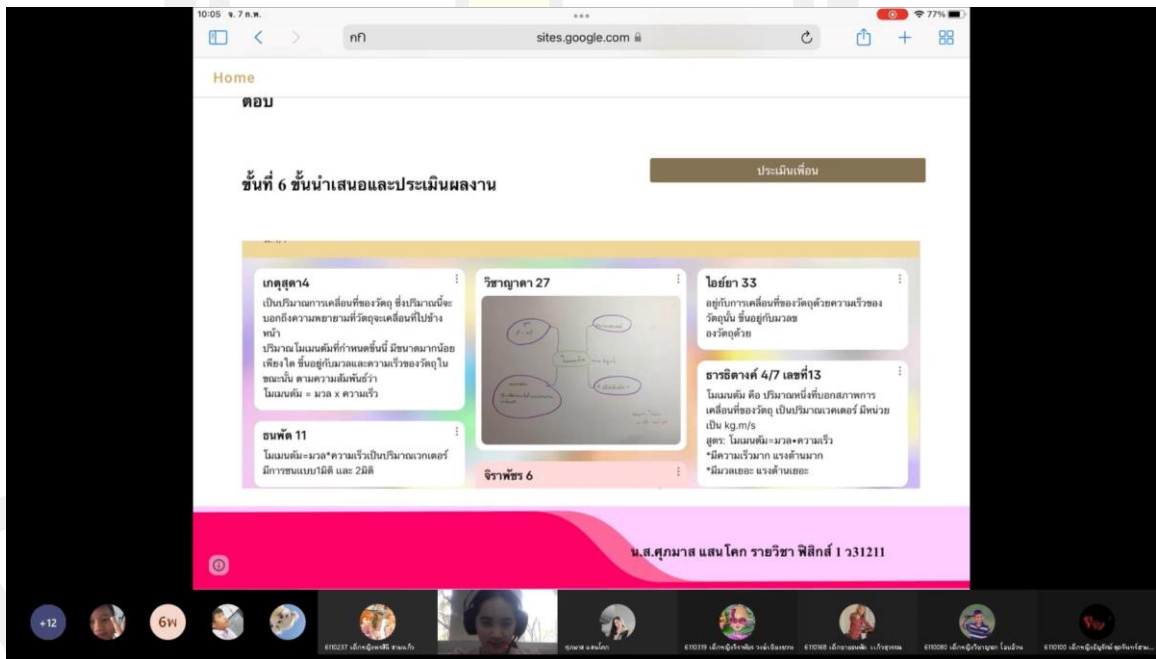 10:05 จ. 7 ก.พ.
77%
กก
sites.google.com
Home
ตอบ
ขั้นที่ 6 ขั้นนำเสนอและประเมินผลงาน
ประเมินเพื่อน
เกตุสุดา4
เป็นปริมาณการเคลื่อนที่ของวัตถุ ซึ่งปริมาณนี้จะ
บอกถึงความพยายามที่วัตถุจะเคลื่อนที่ไปข้าง
หน้า
ปริมาณโมเมนตัมที่กำหนดขึ้นนี้ มีขนาดมากน้อย
เพียงใด ขึ้นอยู่กับมวลและความเร็วของวัตถุใน
ขณะนั้น ตามความสัมพันธ์ว่า
โมเมนตัม = มวล x ความเร็ว
ธนพัต 11
โมเมนตัม=มวล*ความเร็วเป็นปริมาณเวกเตอร์
มีการชนแบบ1มิติ และ 2มิติ
วิชาญาดา 27
จิราพัชร 6
ไอย์ยา 33
อยู่กับการเคลื่อนที่ของวัตถุด้วยความเร็วของ
วัตถุนั้น ขึ้นอยู่กับมวลข
องวัตถุด้วย
ธารธิตางค์ 4/7 เลขที่13
โมเมนตัม คือ ปริมาณหนึ่งที่บอกสภาพการ
เคลื่อนที่ของวัตถุ เป็นปริมาณเวคเตอร์ มีหน่วย
เป็น kg.m/s
สูตร: โมเมนตัม=มวล•ความเร็ว
*มีความเร็วมาก แรงต้านมาก
*มีมวลเยอะ แรงต้านเยอะ
น.ส.ศุภมาส แสนโคก รายวิชา ฟิสิกส์ 1 ว31211
+12
6พ
ศุภมาส แสนโคก